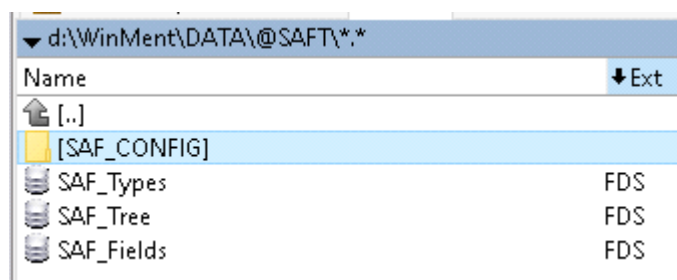 d:\WinMent\DATA\@SAFT\*.*
Name Ext
[..]
[SAF_CONFIG]
SAF_Types FDS
SAF_Tree FDS
SAF_Fields FDS